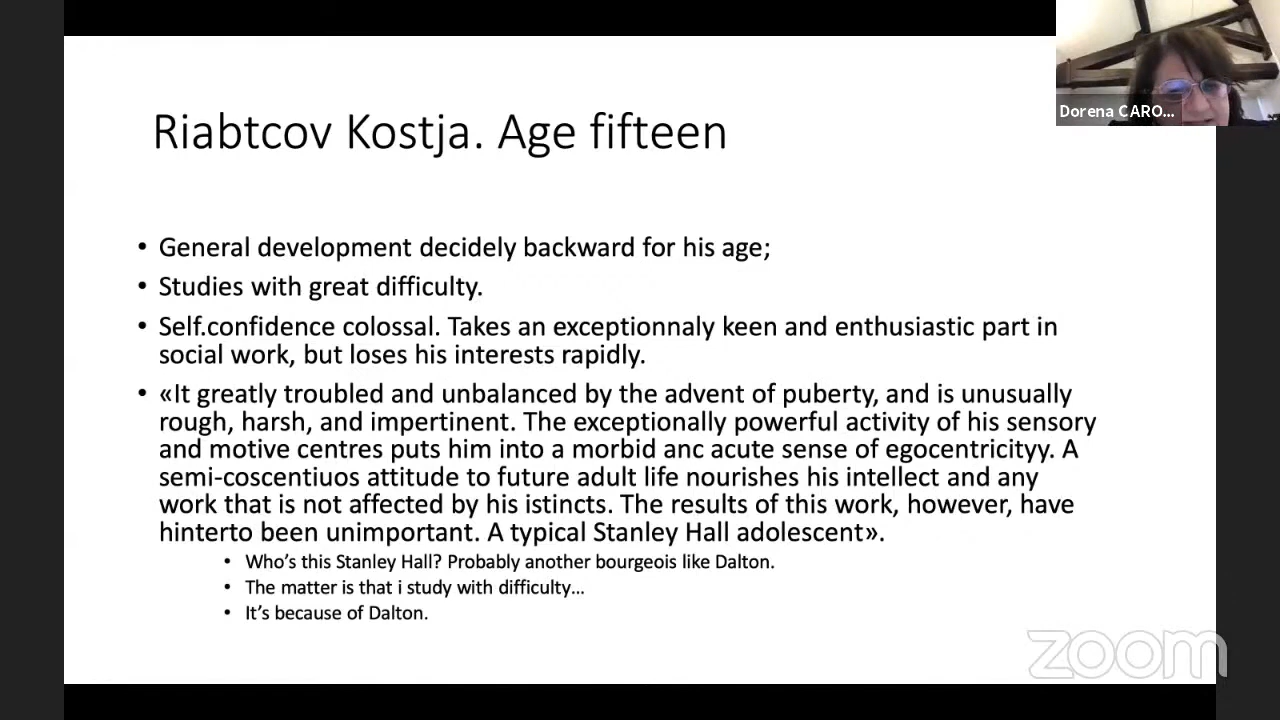 Dorena CARO...
Riabtcov Kostja. Age fifteen
• General development decidely backward for his age;
• Studies with great difficulty.
• Self.confidence colossal. Takes an exceptionnaly keen and enthusiastic part in
social work, but loses his interests rapidly.
• «It greatly troubled and unbalanced by the advent of puberty, and is unusually
rough, harsh, and impertinent. The exceptionally powerful activity of his sensory
and motive centres puts him into a morbid anc acute sense of egocentricityy. A
semi-coscentiuos attitude to future adult life nourishes his intellect and any
work that is not affected by his istincts. The results of this work, however, have
hinterto been unimportant. A typical Stanley Hall adolescent».
• Who's this Stanley Hall? Probably another bourgeois like Dalton.
• The matter is that i study with difficulty...
• It's because of Dalton.
zoom